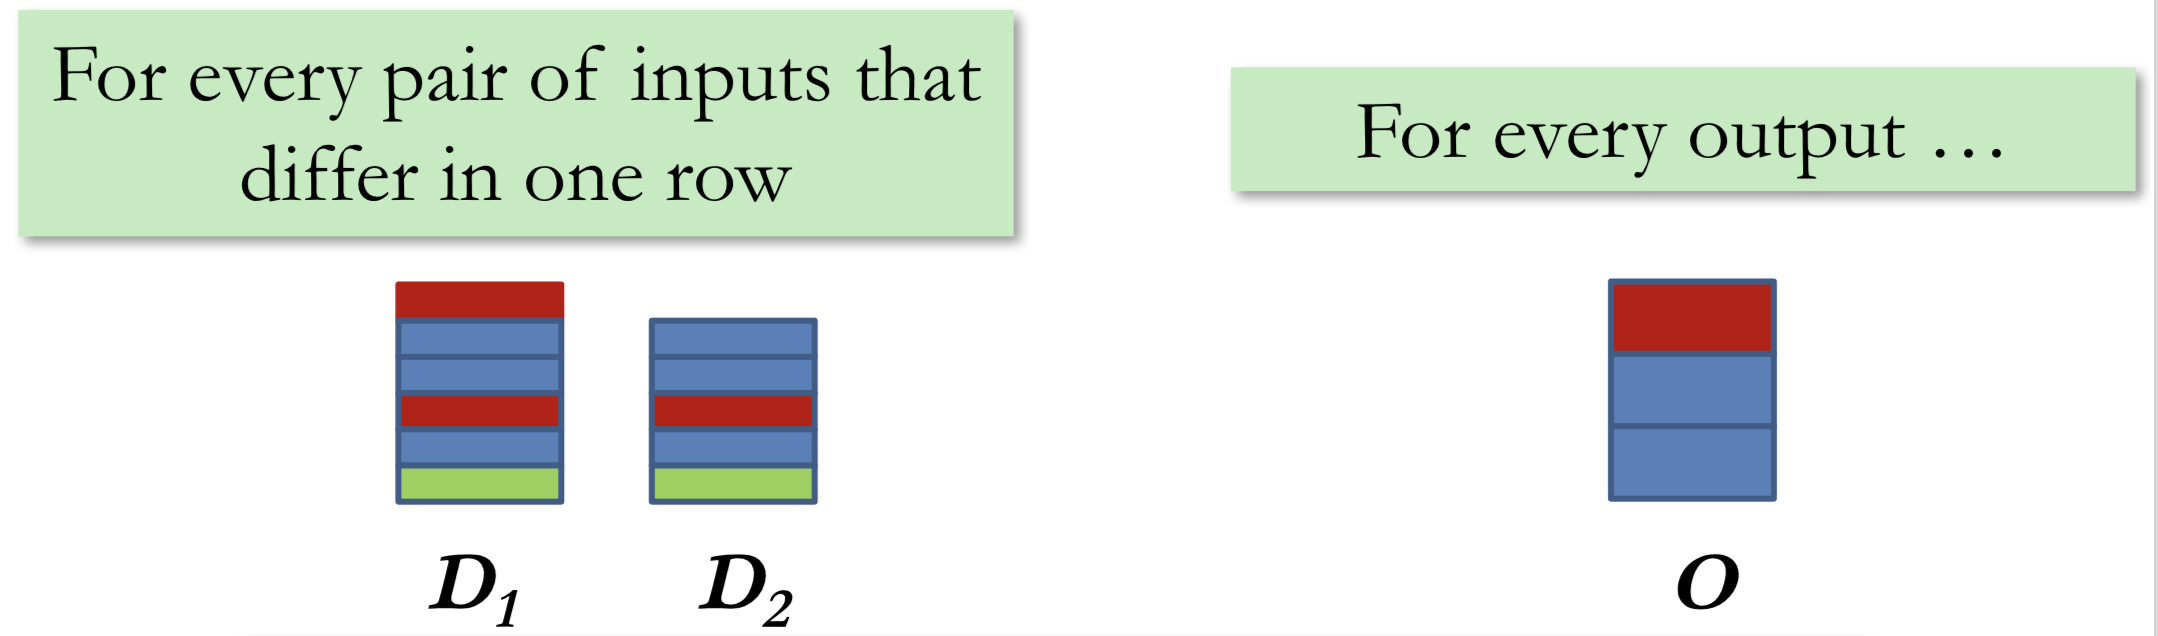 For every pair of inputs that
differ in one row
For every output …
D1
D2
O